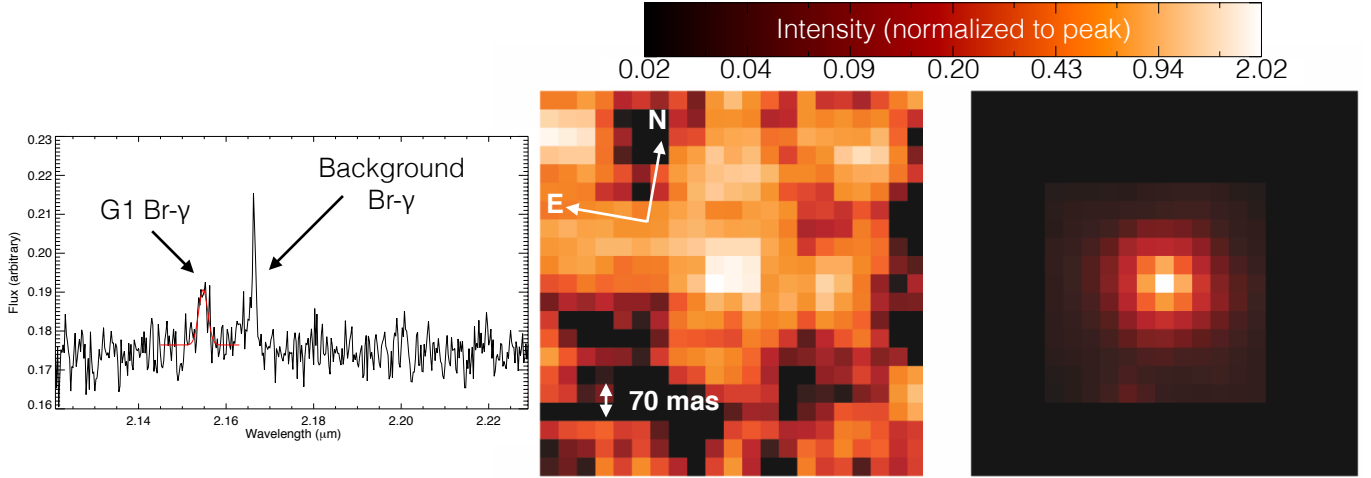 Intensity (normalized to peak)
0.02 0.04 0.09 0.20 0.43 0.94 2.02
0.23
0.22
0.21
0.20
0.19
0.18
0.17
0.16
Flux (arbitrary)
G1 Br-γ
Background
Br-γ
2.14 2.16 2.18 2.20 2.22
Wavelength (μm)
N
E
70 mas